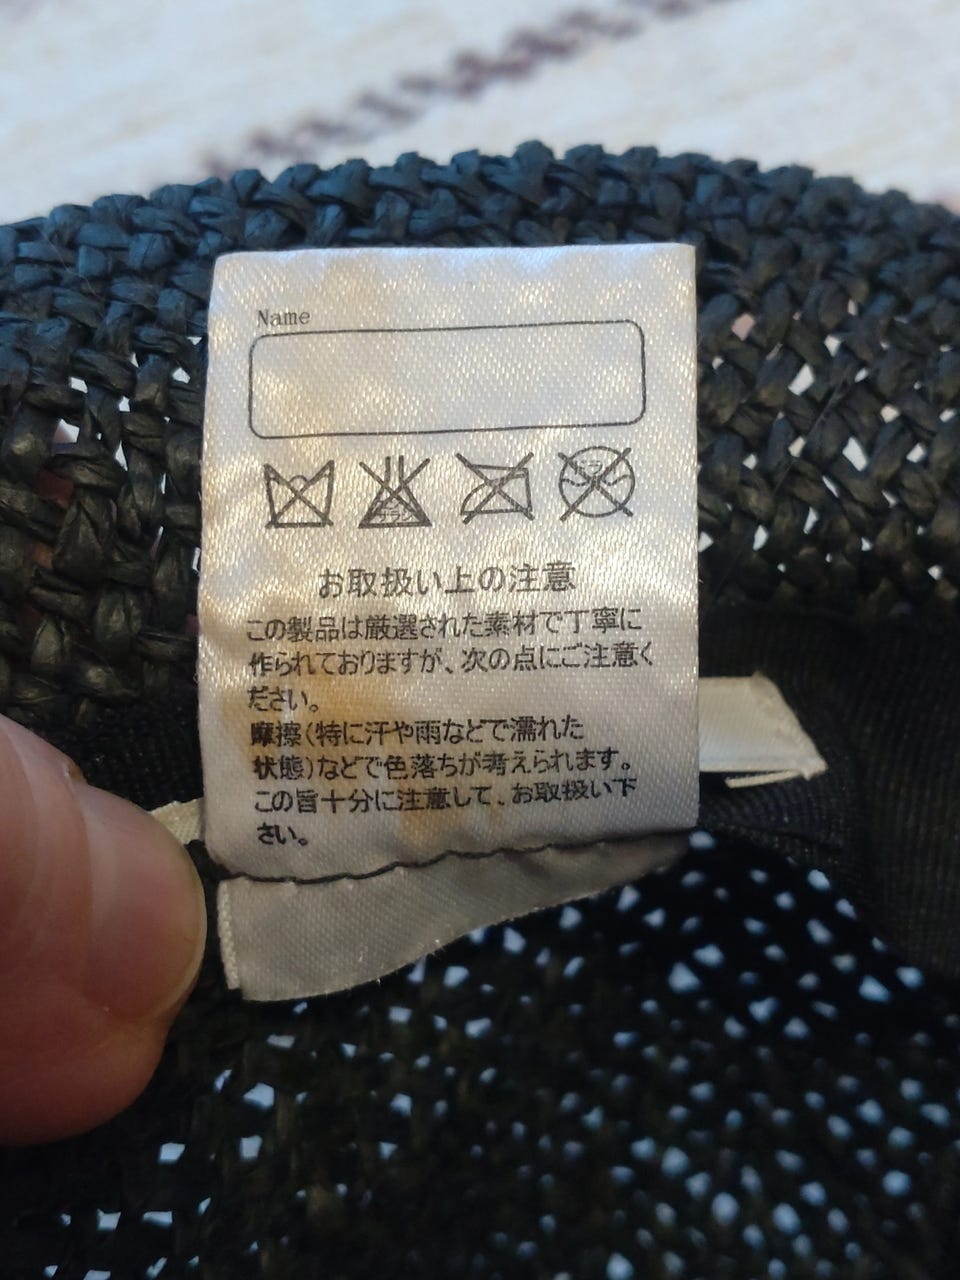 Name
お取扱い上の注意
この製品は厳選された素材で丁寧に
作られておりますが、次の点にご注意く
ださい。
摩擦(特に汗や雨などで濡れた
状態)などで色落ちが考えられます。
この旨十分に注意して、お取扱い下
さい。